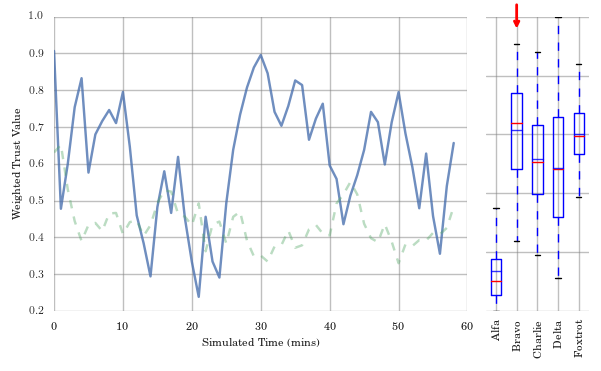 1.0
0.9
0.8
0.7
0.6
0.5
0.4
0.3
0.2
Weighted Trust Value
0 10 20 30 40 50 60
Simulated Time (mins)
Alfa
Bravo
Charlie
Delta
Foxtrot